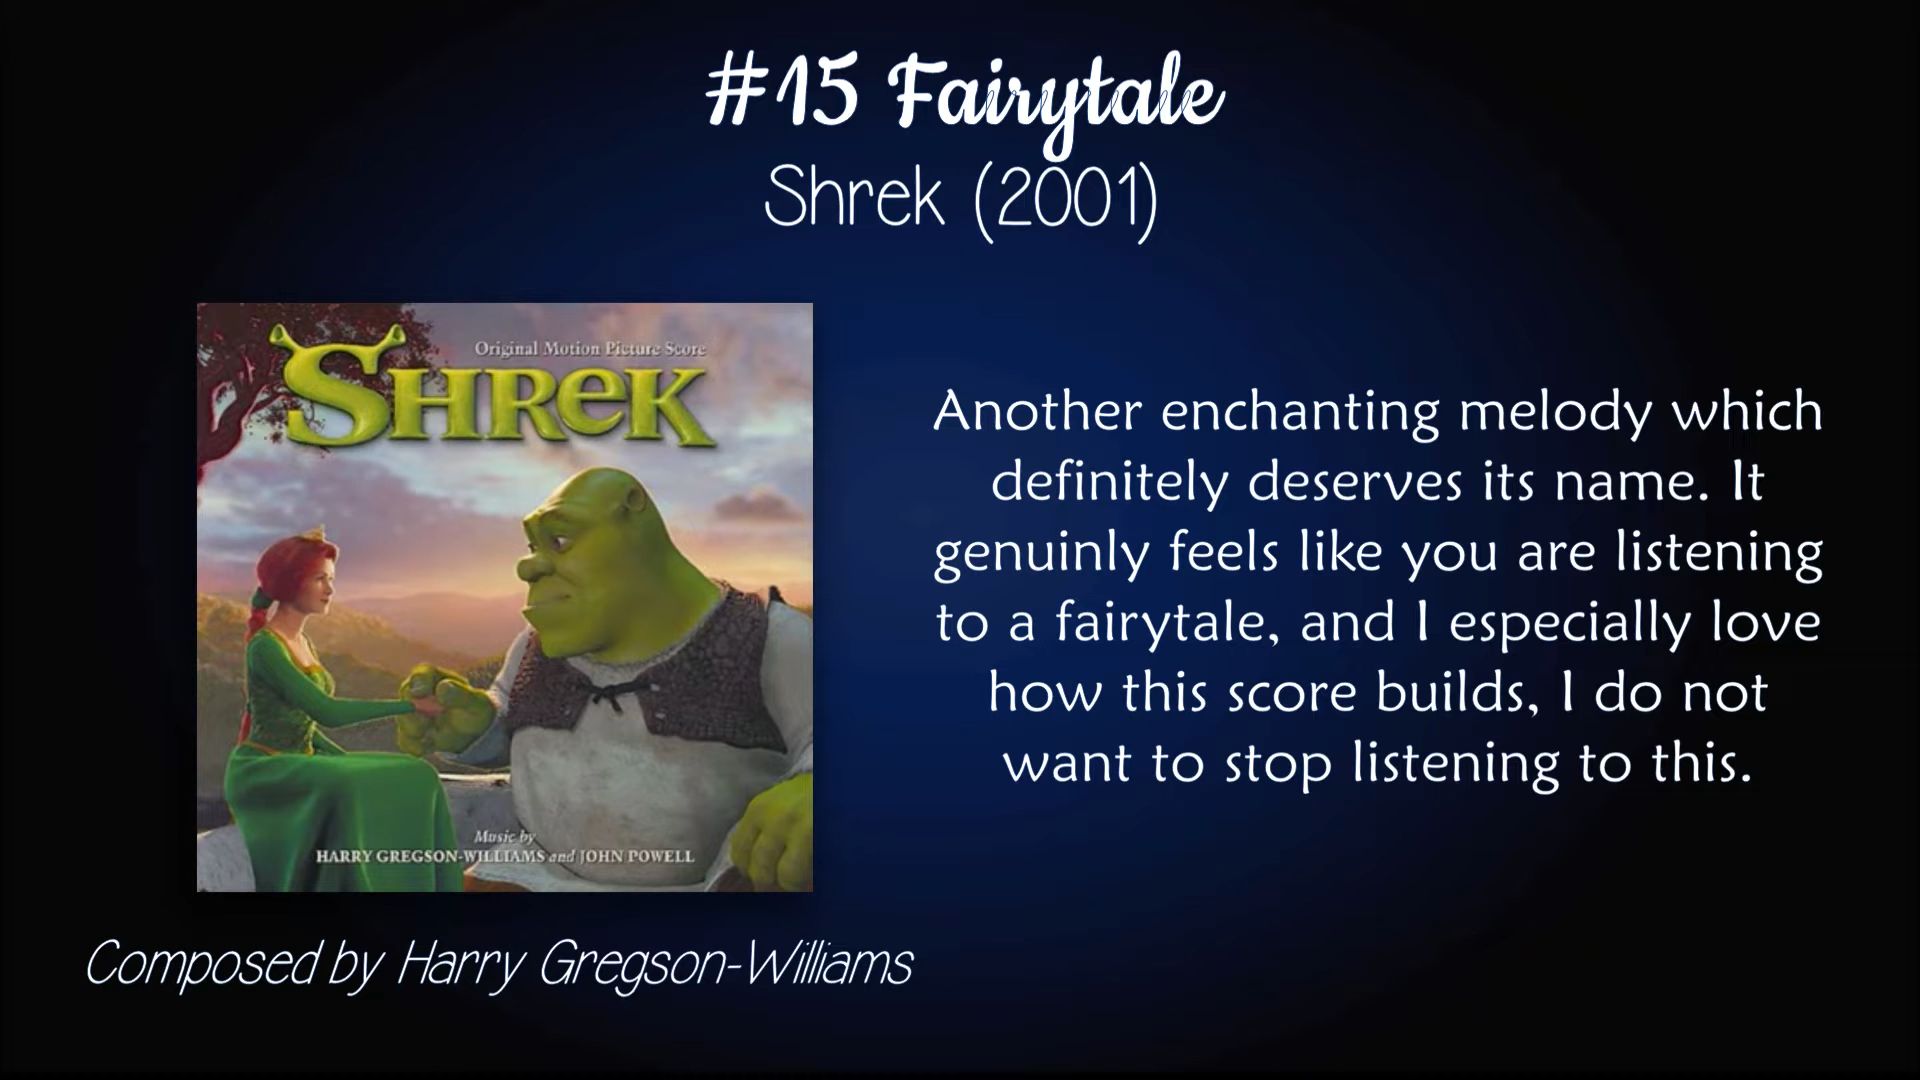 #15 Fairytale
Shrek (2001)
Original Motion Picture Score
SHREK
Music by
HARRY GREGSON-WILLIAMS and JOHN POWELL
Another enchanting melody which
definitely deserves its name. It
genuinly feels like you are listening
to a fairytale, and I especially love
how this score builds, I do not
want to stop listening to this.
Composed by Harry Gregson-Williams